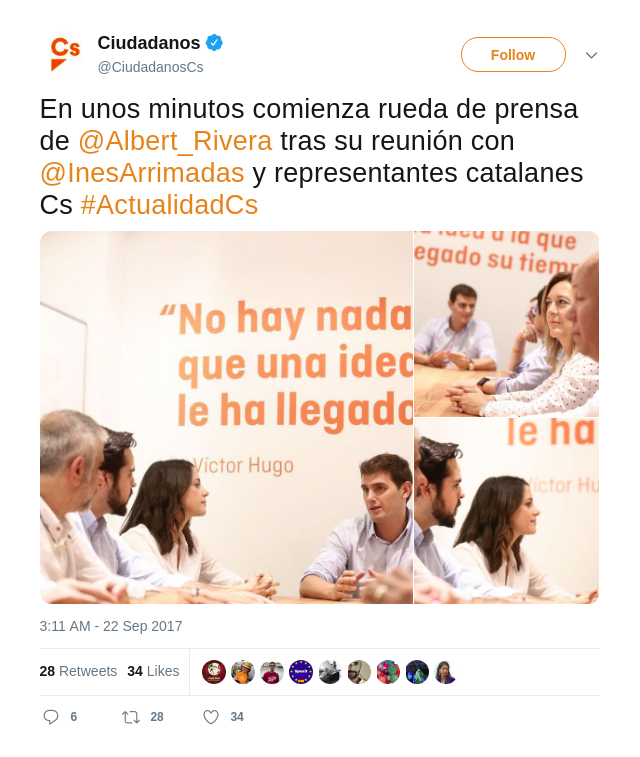 Cs
Ciudadanos
@CiudadanosCs
Follow
En unos minutos comienza rueda de prensa
de @Albert_Rivera tras su reunión con
@InesArrimadas y representantes catalanes
Cs #ActualidadCs
“No hay nada
que una idea
le ha llegado
Víctor Hugo
idea a la que
egado su tiemp
le ha
íctor Hu
3:11 AM - 22 Sep 2017
28 Retweets 34 Likes
6 28 34